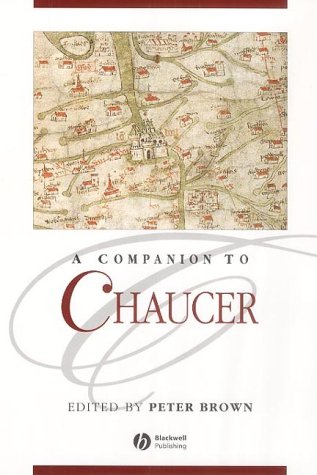 A COMPANION TO
CHAUCER
EDITED BY PETER BROWN
Blackwell
Publishing